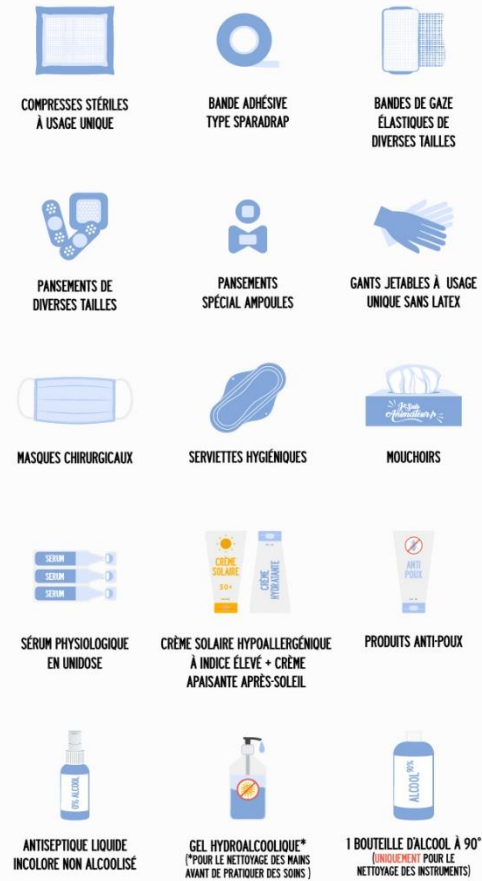 COMPRESSES STÉRILES
À USAGE UNIQUE
BANDE ADHÉSIVE
TYPE SPARADRAP
BANDES DE GAZE
ÉLASTIQUES DE
DIVERSES TAILLES
PANSEMENTS DE
DIVERSES TAILLES
PANSEMENTS
SPÉCIAL AMPOULES
GANTS JETABLES À USAGE
UNIQUE SANS LATEX
Je Suis
Animateur.fr
MASQUES CHIRURGICAUX
SERVIETTES HYGIÉNIQUES
MOUCHOIRS
SERUM
SERUM
SERUM
CRÈME
SOLAIRE
50+
CRÈME
HYDRATANTE
ANTI
POUX
SÉRUM PHYSIOLOGIQUE
EN UNIDOSE
CRÈME SOLAIRE HYPOALLERGÉNIQUE
À INDICE ÉLEVÉ + CRÈME
APAISANTE APRÈS-SOLEIL
PRODUITS ANTI-POUX
0% ALCOOL
ALCOOL 90%
ANTISEPTIQUE LIQUIDE
INCOLORE NON ALCOOLISÉ
GEL HYDROALCOOLIQUE*
(*POUR LE NETTOYAGE DES MAINS
AVANT DE PRATIQUER DES SOINS )
1 BOUTEILLE D'ALCOOL À 90°
(UNIQUEMENT POUR LE
NETTOYAGE DES INSTRUMENTS)